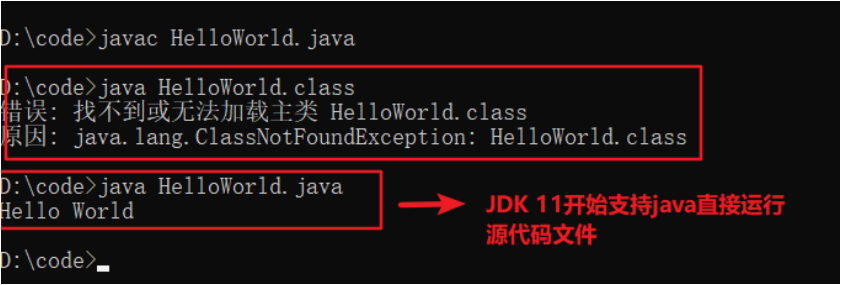 D:\code>javac HelloWorld.java
D:\code>java HelloWorld.class
错误: 找不到或无法加载主类 HelloWorld.class
原因: java.lang.ClassNotFoundException: HelloWorld.class
D:\code>java HelloWorld.java
Hello World
JDK 11开始支持java直接运行
源代码文件
D:\code>